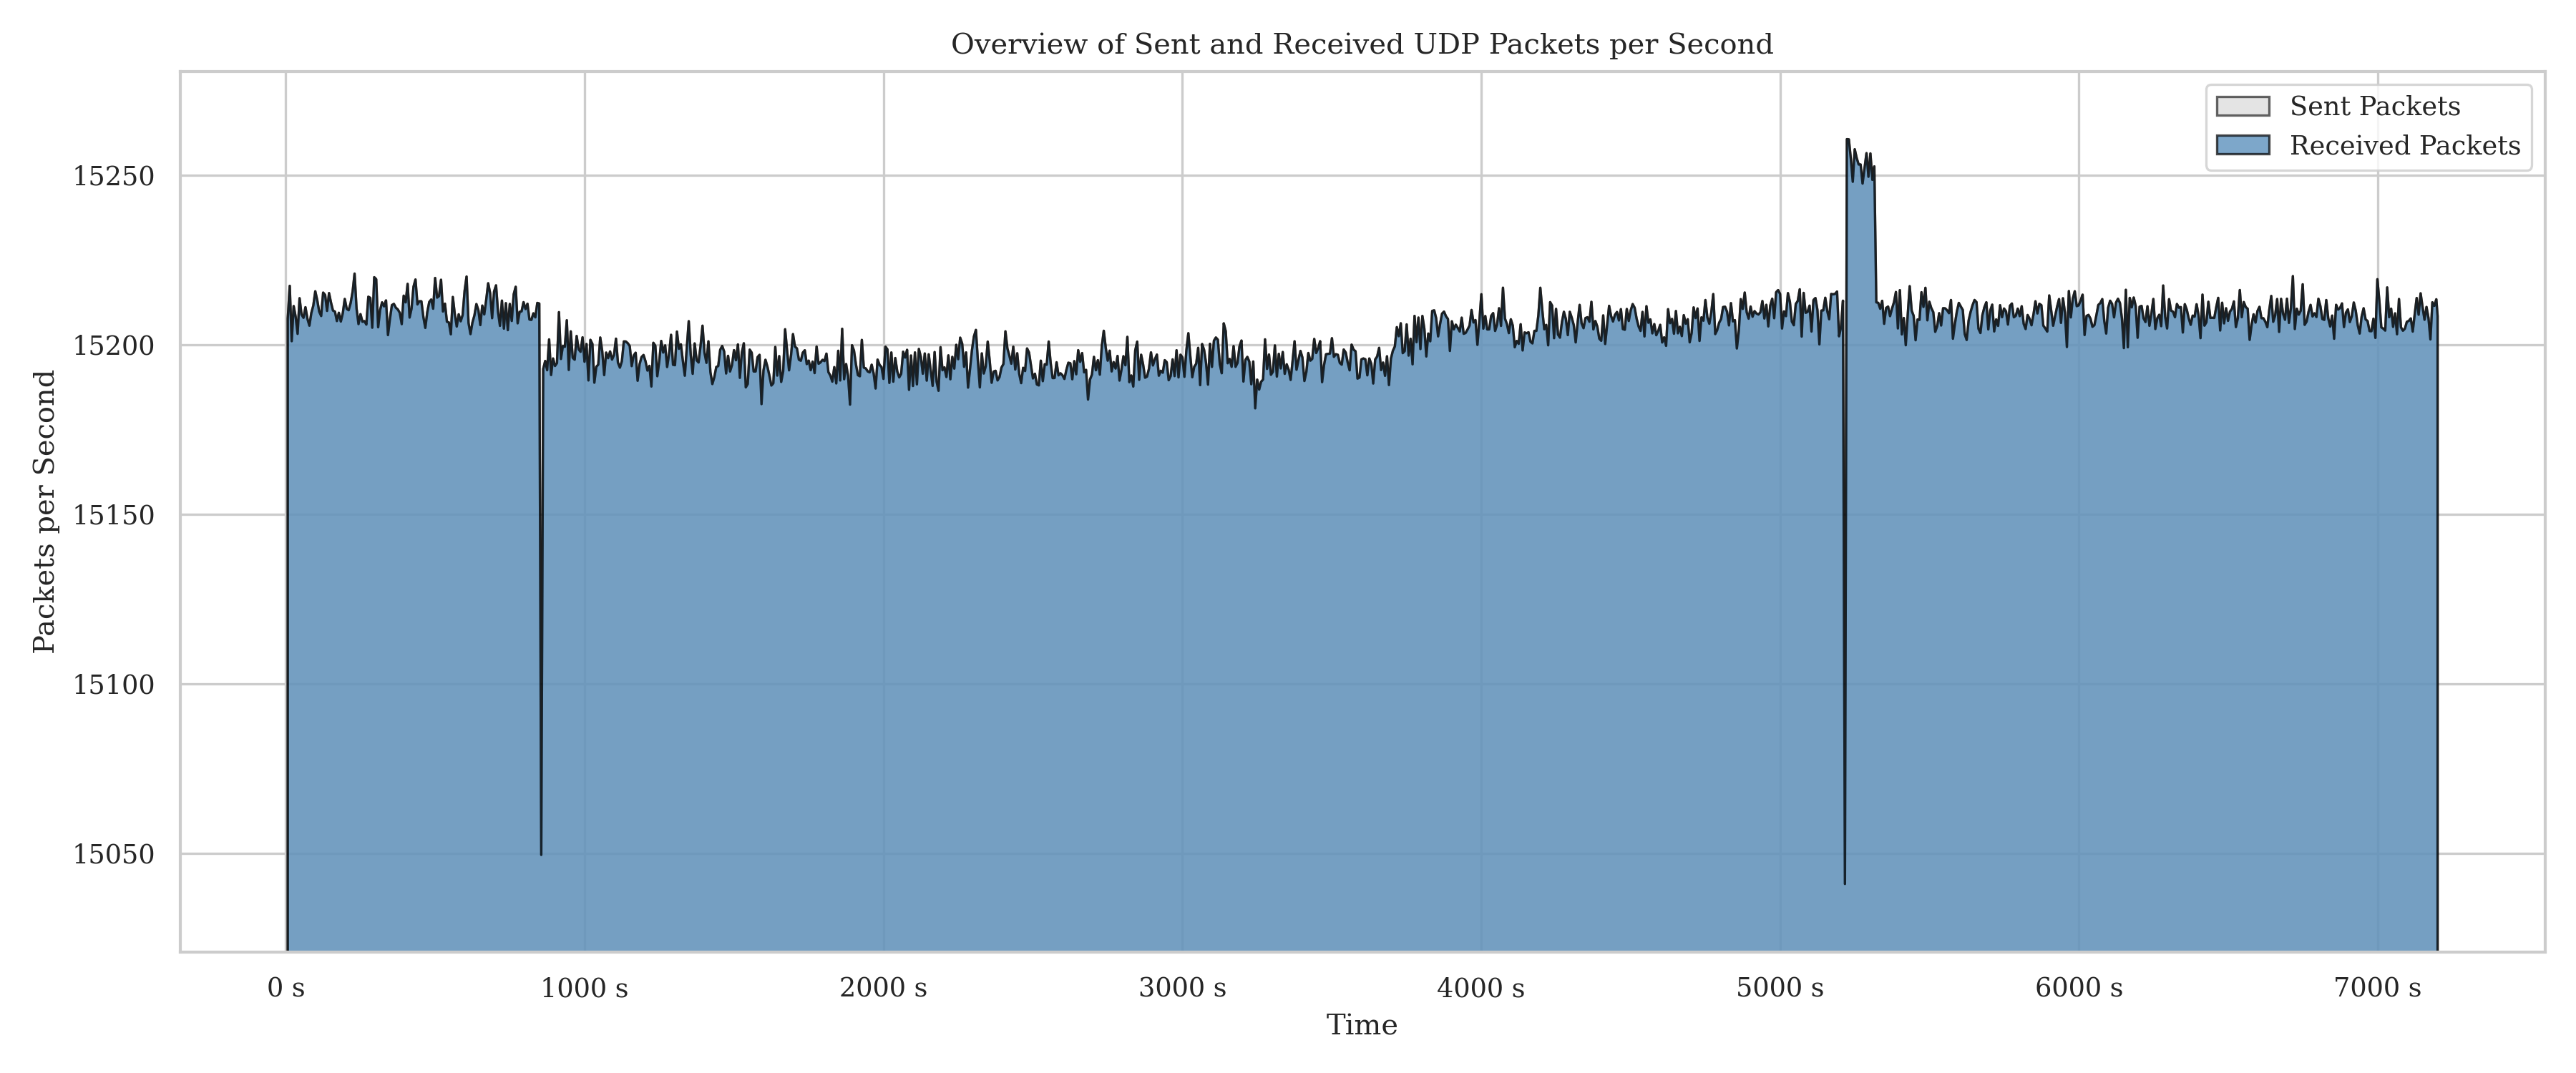 Overview of Sent and Received UDP Packets per Second
Sent Packets
Received Packets
Packets per Second
15250
15200
15150
15100
15050
0 s
1000 s
2000 s
3000 s
4000 s
5000 s
6000 s
7000 s
Time